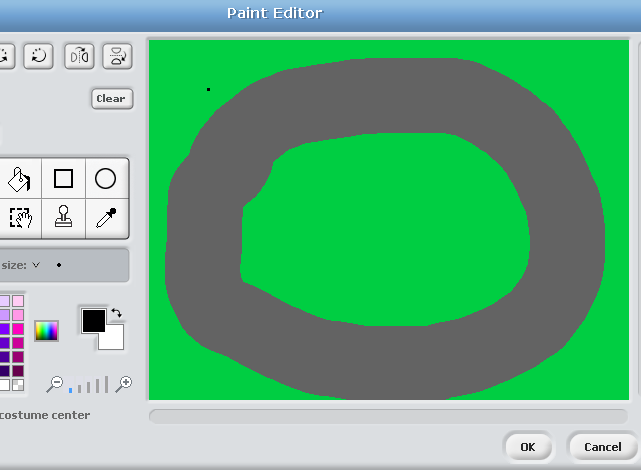 Paint Editor
Clear
size:
costume center
OK
Cancel